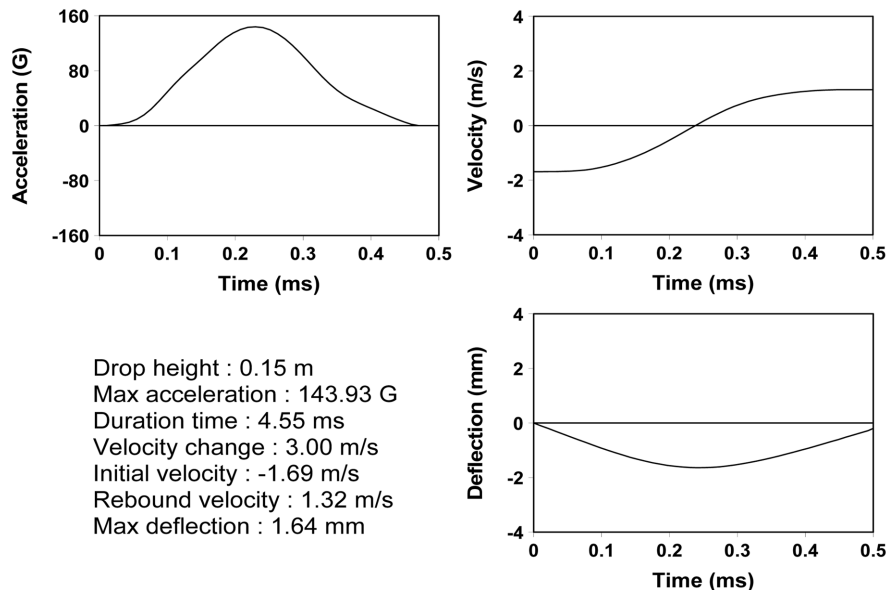 160
80
0
-80
-160
Acceleration (G)
0 0.1 0.2 0.3 0.4 0.5
Time (ms)
4
2
0
-2
-4
Velocity (m/s)
0 0.1 0.2 0.3 0.4 0.5
Time (ms)
Drop height : 0.15 m
Max acceleration : 143.93 G
Duration time : 4.55 ms
Velocity change : 3.00 m/s
Initial velocity : -1.69 m/s
Rebound velocity : 1.32 m/s
Max deflection : 1.64 mm
4
2
0
-2
-4
Deflection (mm)
0 0.1 0.2 0.3 0.4 0.5
Time (ms)